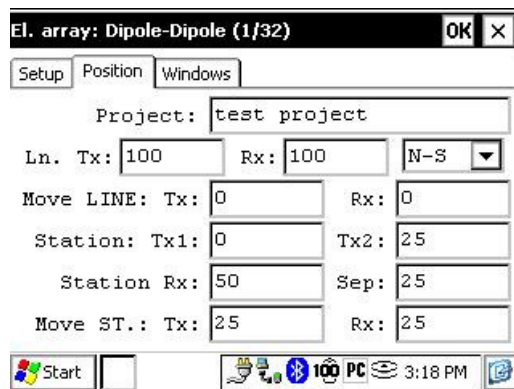 El. array: Dipole-Dipole (1/32) OK ×
Setup Position Windows
Project: test project
Ln. Tx: 100 Rx: 100 N-S
Move LINE: Tx: 0 Rx: 0
Station: Tx1: 0 Tx2: 25
Station Rx: 50 Sep: 25
Move ST.: Tx: 25 Rx: 25
Start 100 PC 3:18 PM